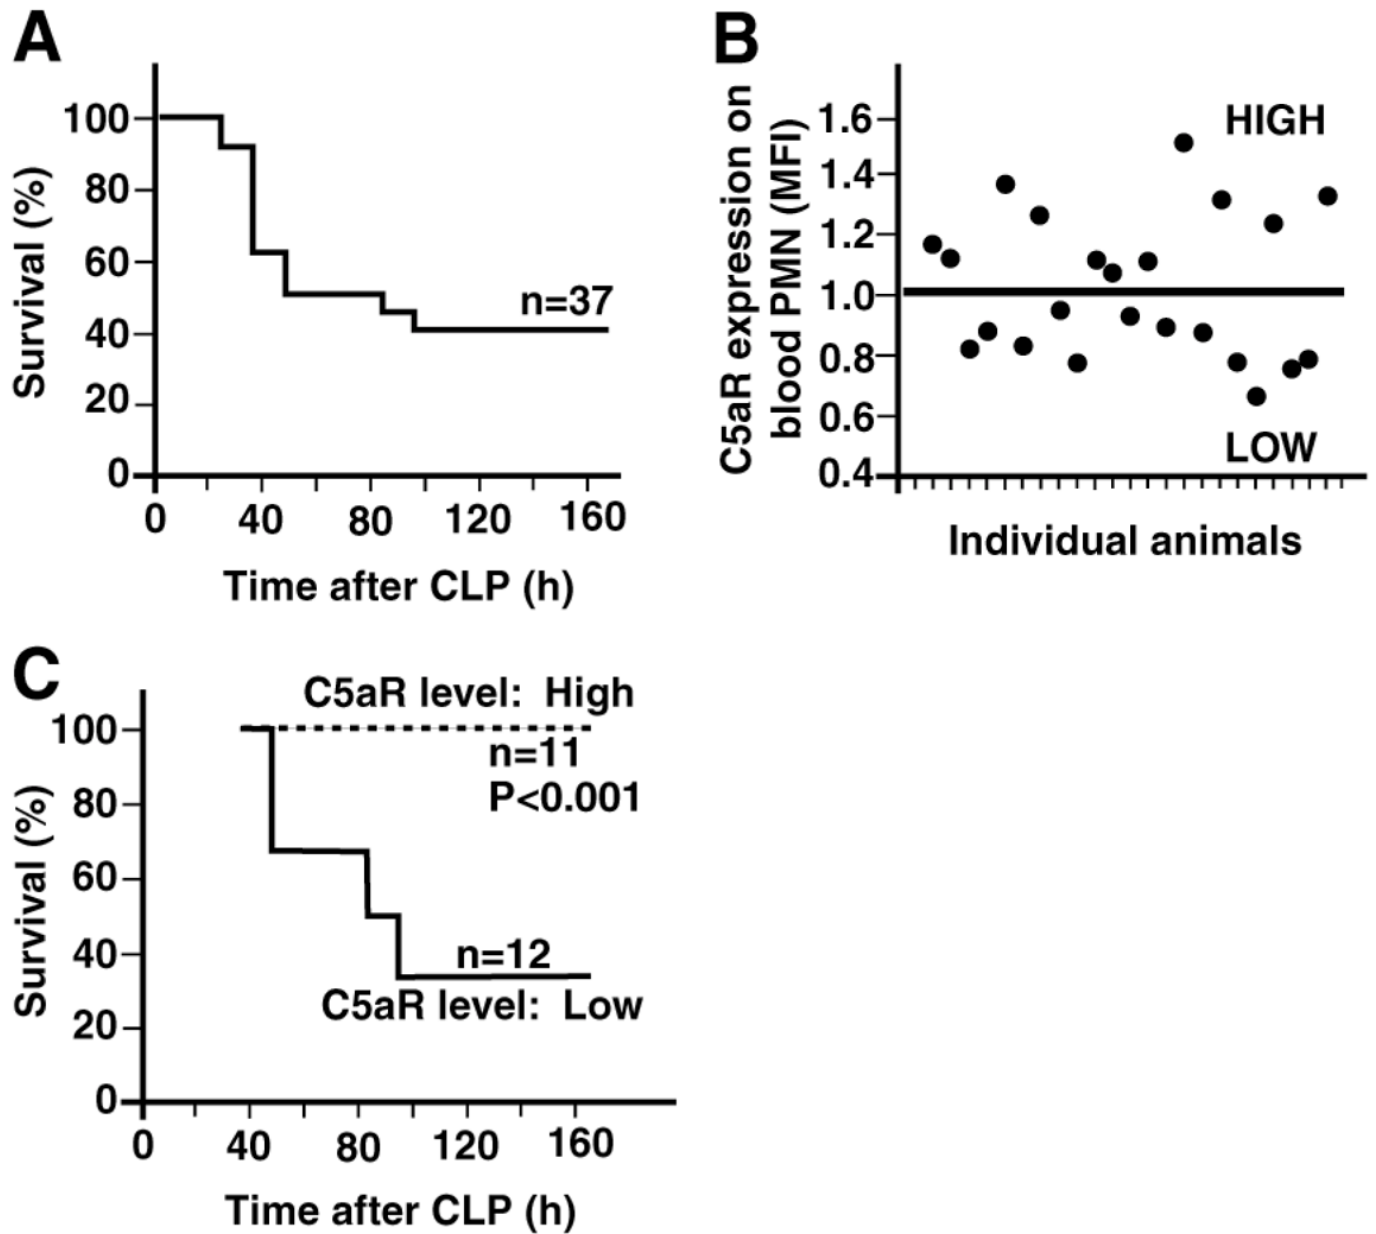 A
Survival (%)
100
80
60
40
20
0
n=37
0 40 80 120 160
Time after CLP (h)
B
C5aR expression on
blood PMN (MFI)
1.6
1.4
1.2
1.0
0.8
0.6
0.4
HIGH
LOW
Individual animals
C
Survival (%)
100
80
60
40
20
0
C5aR level: High
n=11
P<0.001
n=12
C5aR level: Low
0 40 80 120 160
Time after CLP (h)